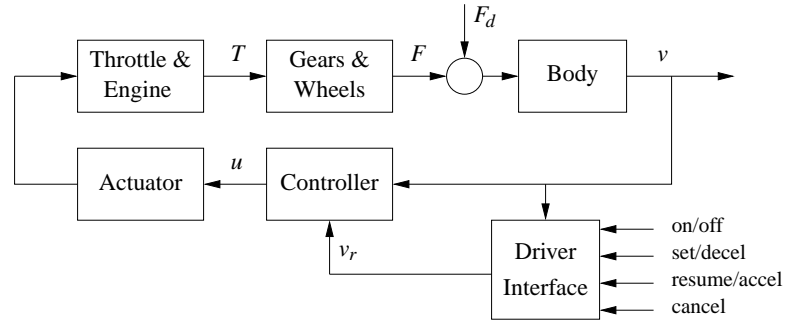 F_d
Throttle &
Engine
T
Gears &
Wheels
F
Body
v
Actuator
u
Controller
v_r
Driver
Interface
on/off
set/decel
resume/accel
cancel